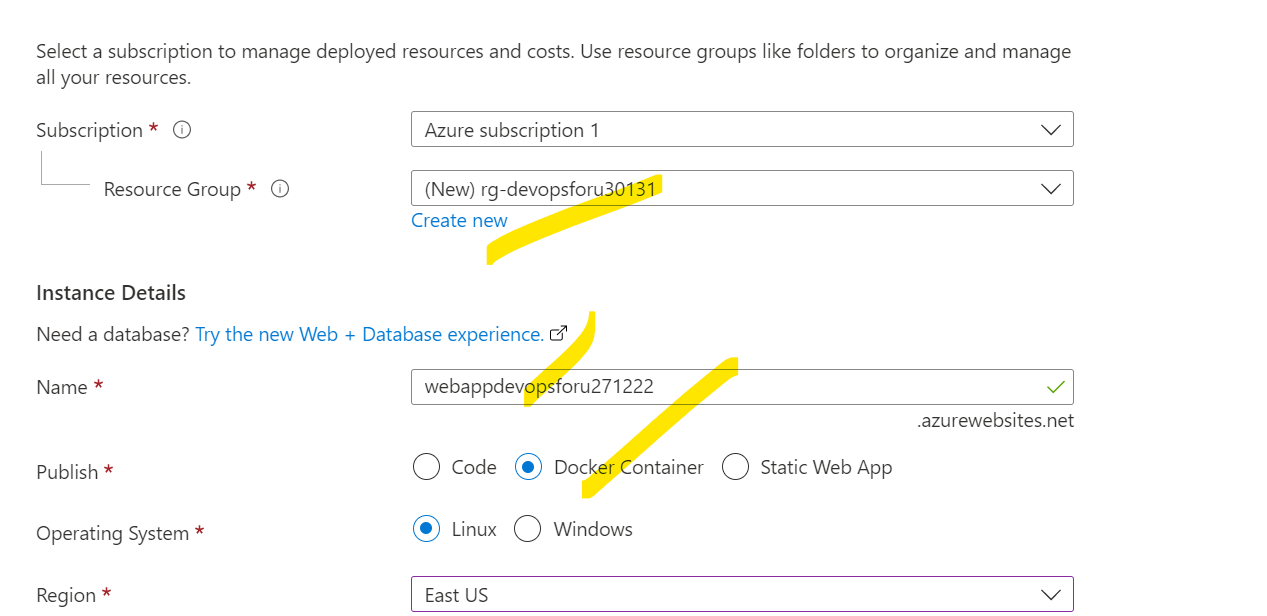 Select a subscription to manage deployed resources and costs. Use resource groups like folders to organize and manage
all your resources.
Subscription *
Azure subscription 1
Resource Group *
(New) rg-devopsforu30131
Create new
Instance Details
Need a database? Try the new Web + Database experience.
Name *
webappdevopsforu271222
.azurewebsites.net
Publish *
Code
Docker Container
Static Web App
Operating System *
Linux
Windows
Region *
East US